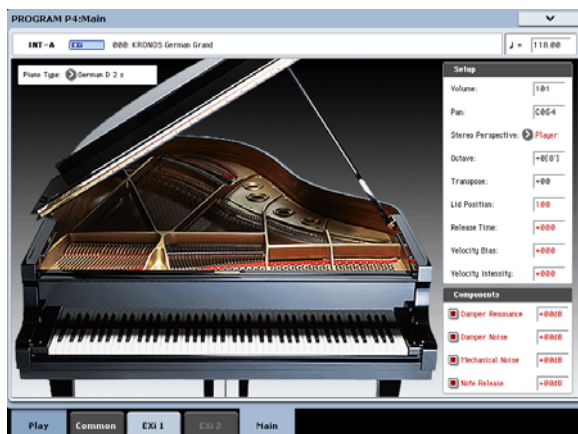 PROGRAM P4:Main
INT-A EXi 000: KRONOS German Grand ♩ = 118.00
Piano Type: German D 2 s
Setup
Volume: 101
Pan: C064
Stereo Perspective: Player
Octave: +0[0']
Transpose: +00
Lid Position: 100
Release Time: +000
Velocity Bias: +000
Velocity Intensity: +000
Components
Damper Resonance +00dB
Damper Noise +00dB
Mechanical Noise +00dB
Note Release +00dB
Play Common EXi 1 EXi 2 Main